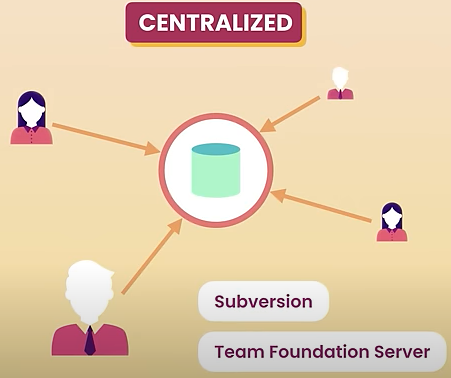 CENTRALIZED
Subversion
Team Foundation Server